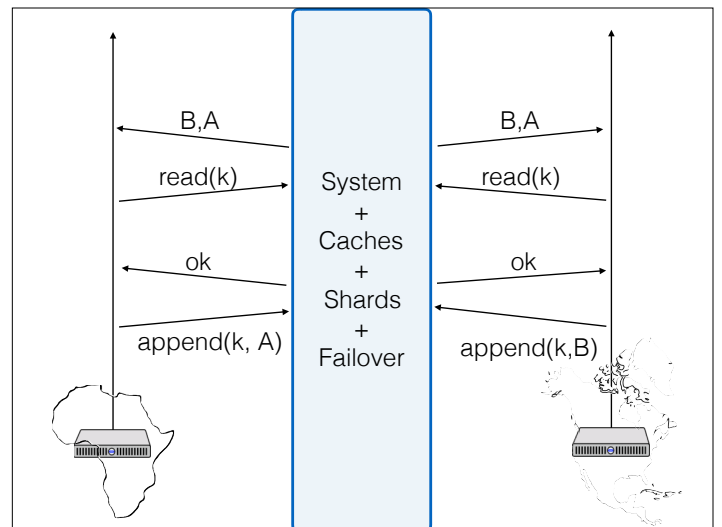 B,A
B,A
read(k)
read(k)
System
+
Caches
+
Shards
+
Failover
ok
ok
append(k, A)
append(k,B)